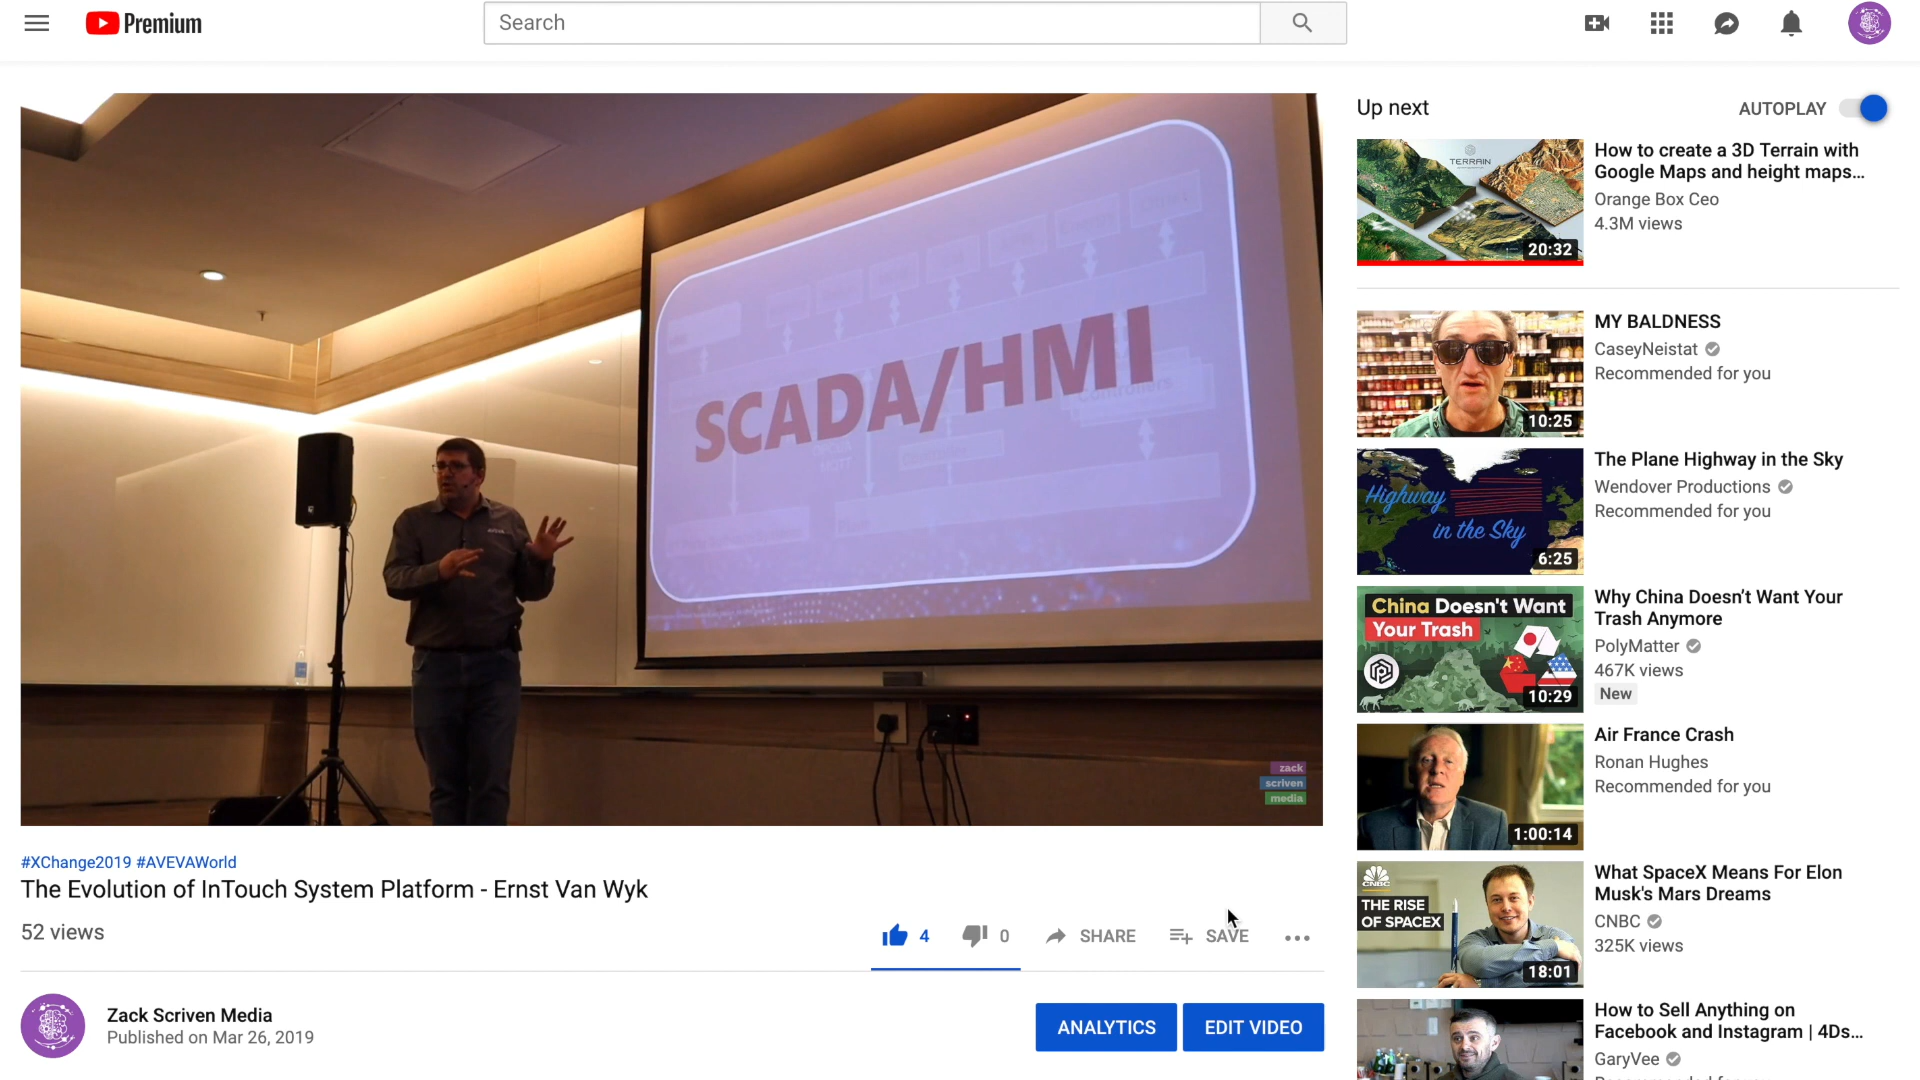 Premium
Search
SCADA/HMI
Controllers
zack
scriven
media
#XChange2019 #AVEVAWorld
The Evolution of InTouch System Platform - Ernst Van Wyk
52 views
4
0
SHARE
SAVE
Zack Scriven Media
Published on Mar 26, 2019
ANALYTICS
EDIT VIDEO
Up next
AUTOPLAY
TERRAIN
20:32
How to create a 3D Terrain with
Google Maps and height maps...
Orange Box Ceo
4.3M views
10:25
MY BALDNESS
CaseyNeistat
Recommended for you
Highway
in the Sky
6:25
The Plane Highway in the Sky
Wendover Productions
Recommended for you
China Doesn't Want
Your Trash
10:29
Why China Doesn't Want Your
Trash Anymore
PolyMatter
467K views
New
1:00:14
Air France Crash
Ronan Hughes
Recommended for you
CNBC
THE RISE
OF SPACEX
18:01
What SpaceX Means For Elon
Musk's Mars Dreams
CNBC
325K views
How to Sell Anything on
Facebook and Instagram | 4Ds...
GaryVee